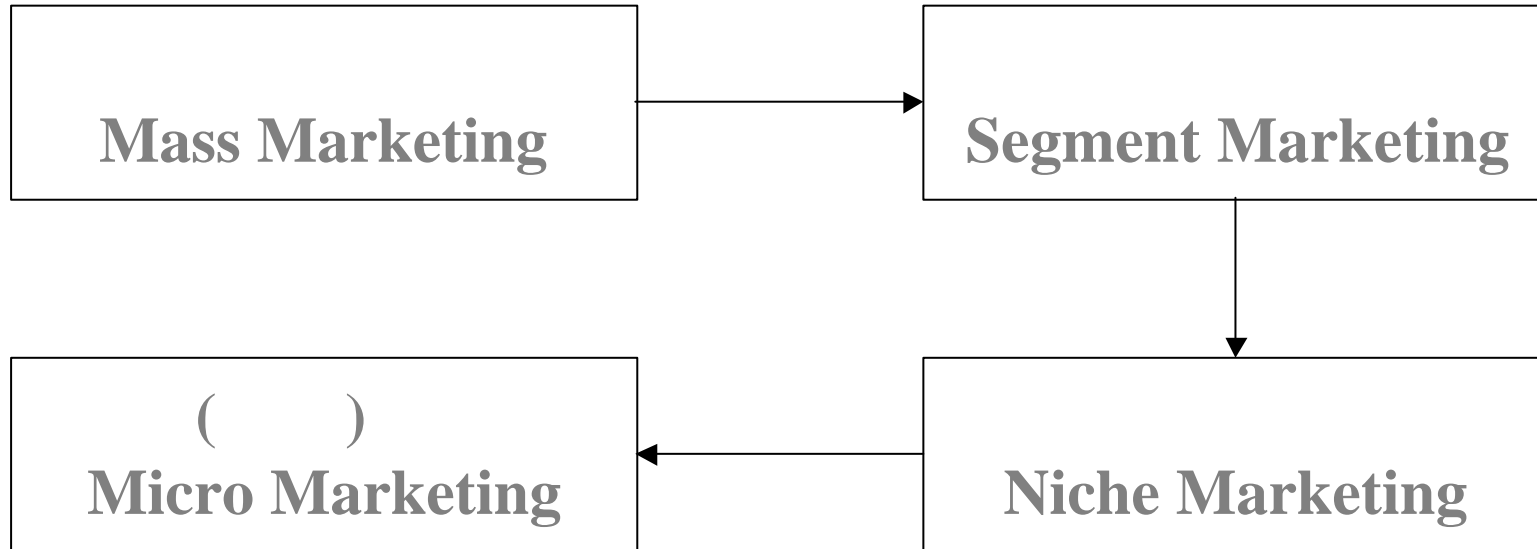 Mass Marketing
Segment Marketing
( )
Micro Marketing
Niche Marketing